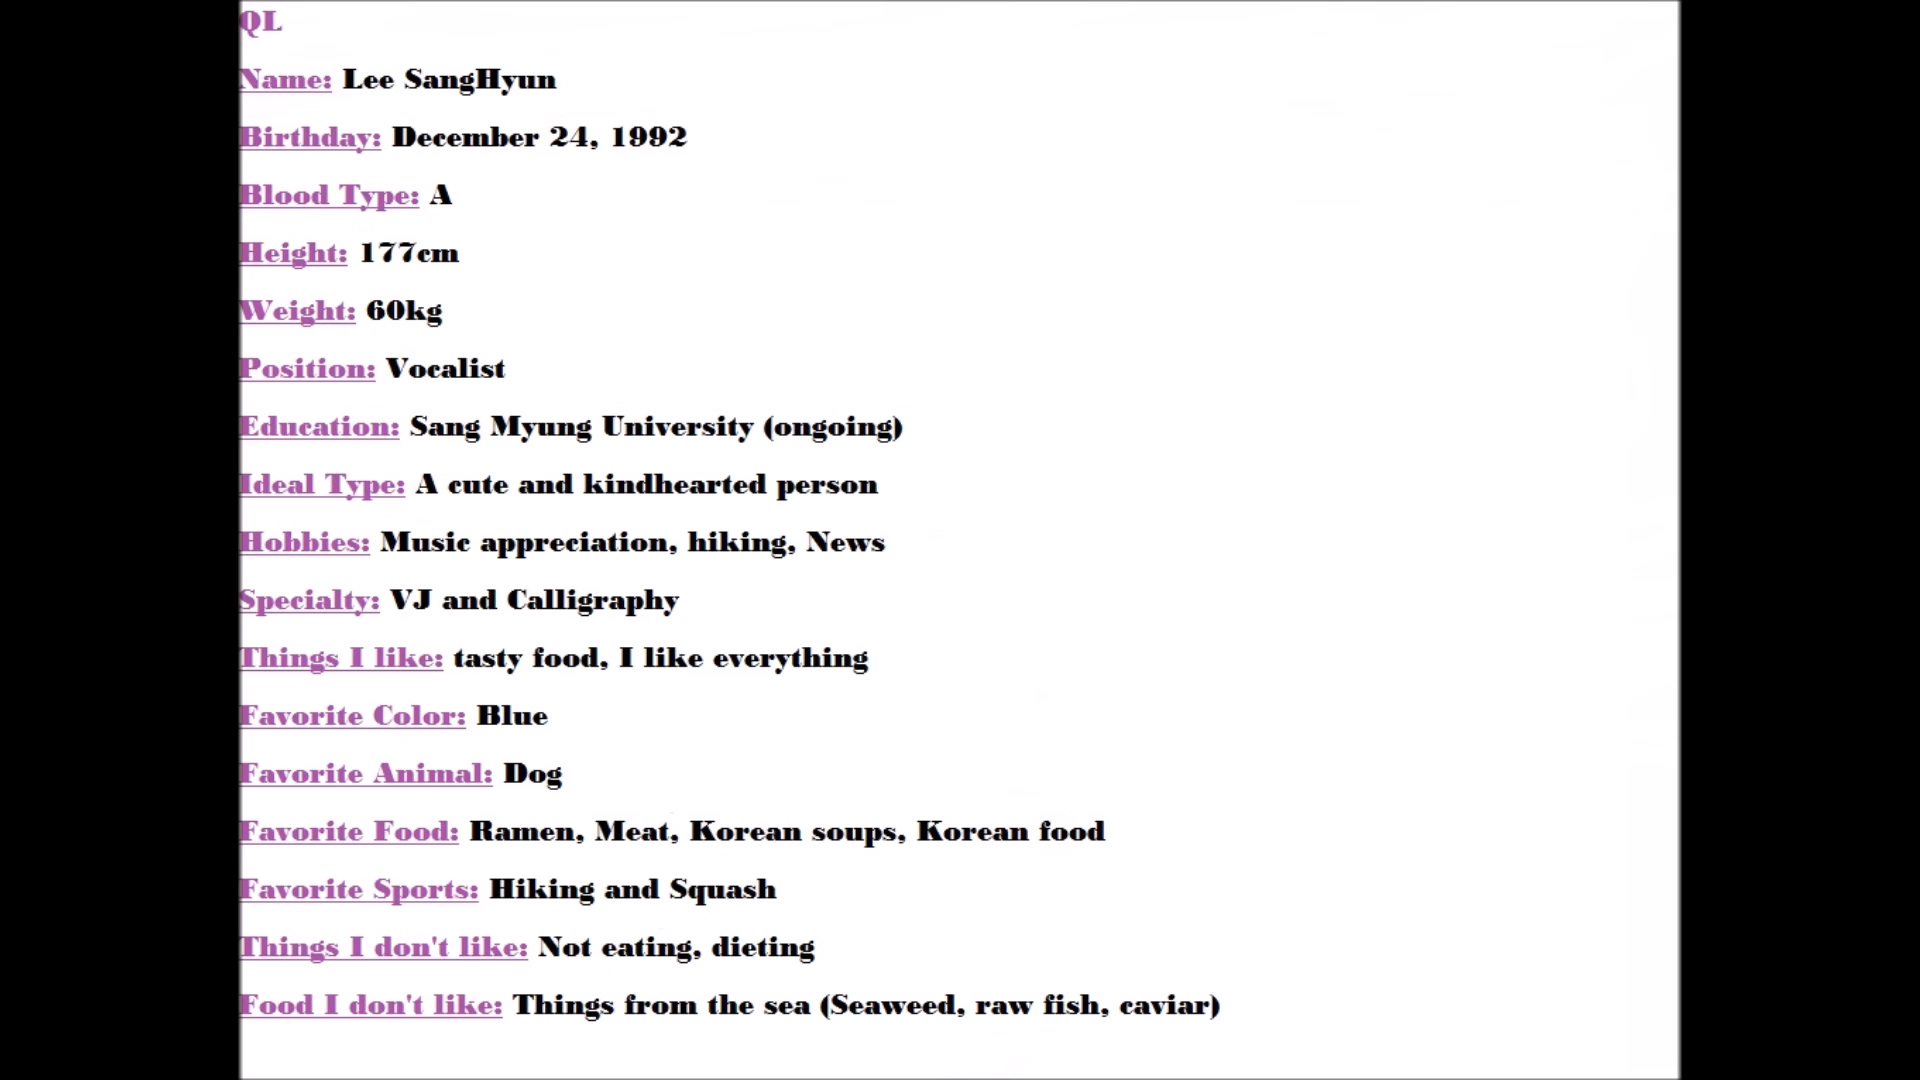 QL
Name: Lee SangHyun
Birthday: December 24, 1992
Blood Type: A
Height: 177cm
Weight: 60kg
Position: Vocalist
Education: Sang Myung University (ongoing)
Ideal Type: A cute and kindhearted person
Hobbies: Music appreciation, hiking, News
Specialty: VJ and Calligraphy
Things I like: tasty food, I like everything
Favorite Color: Blue
Favorite Animal: Dog
Favorite Food: Ramen, Meat, Korean soups, Korean food
Favorite Sports: Hiking and Squash
Things I don't like: Not eating, dieting
Food I don't like: Things from the sea (Seaweed, raw fish, caviar)